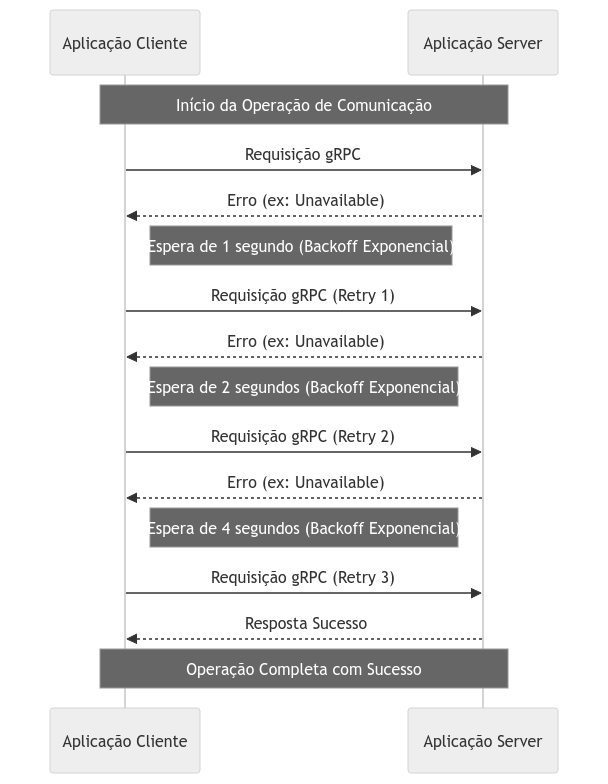 Aplicação Cliente
Aplicação Server
Início da Operação de Comunicação
Requisição gRPC
Erro (ex: Unavailable)
Espera de 1 segundo (Backoff Exponencial)
Requisição gRPC (Retry 1)
Erro (ex: Unavailable)
Espera de 2 segundos (Backoff Exponencial)
Requisição gRPC (Retry 2)
Erro (ex: Unavailable)
Espera de 4 segundos (Backoff Exponencial)
Requisição gRPC (Retry 3)
Resposta Sucesso
Operação Completa com Sucesso
Aplicação Cliente
Aplicação Server